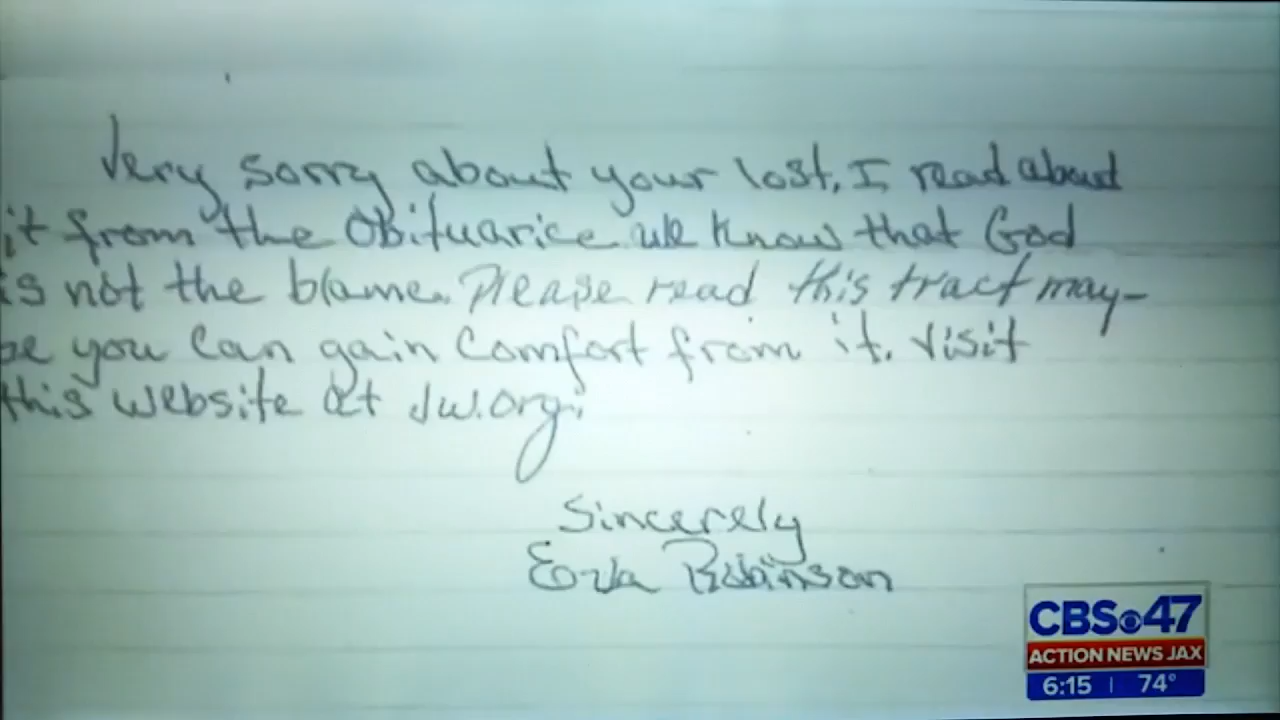 Very sorry about your lost, I read about
it from the Obituarice we know that God
is not the blame. Please read this tract may-
be you can gain comfort from it. Visit
this website at Jw.org.
Sincerely
Robinson
CBS 47
ACTION NEWS JAX
6:15 | 74°